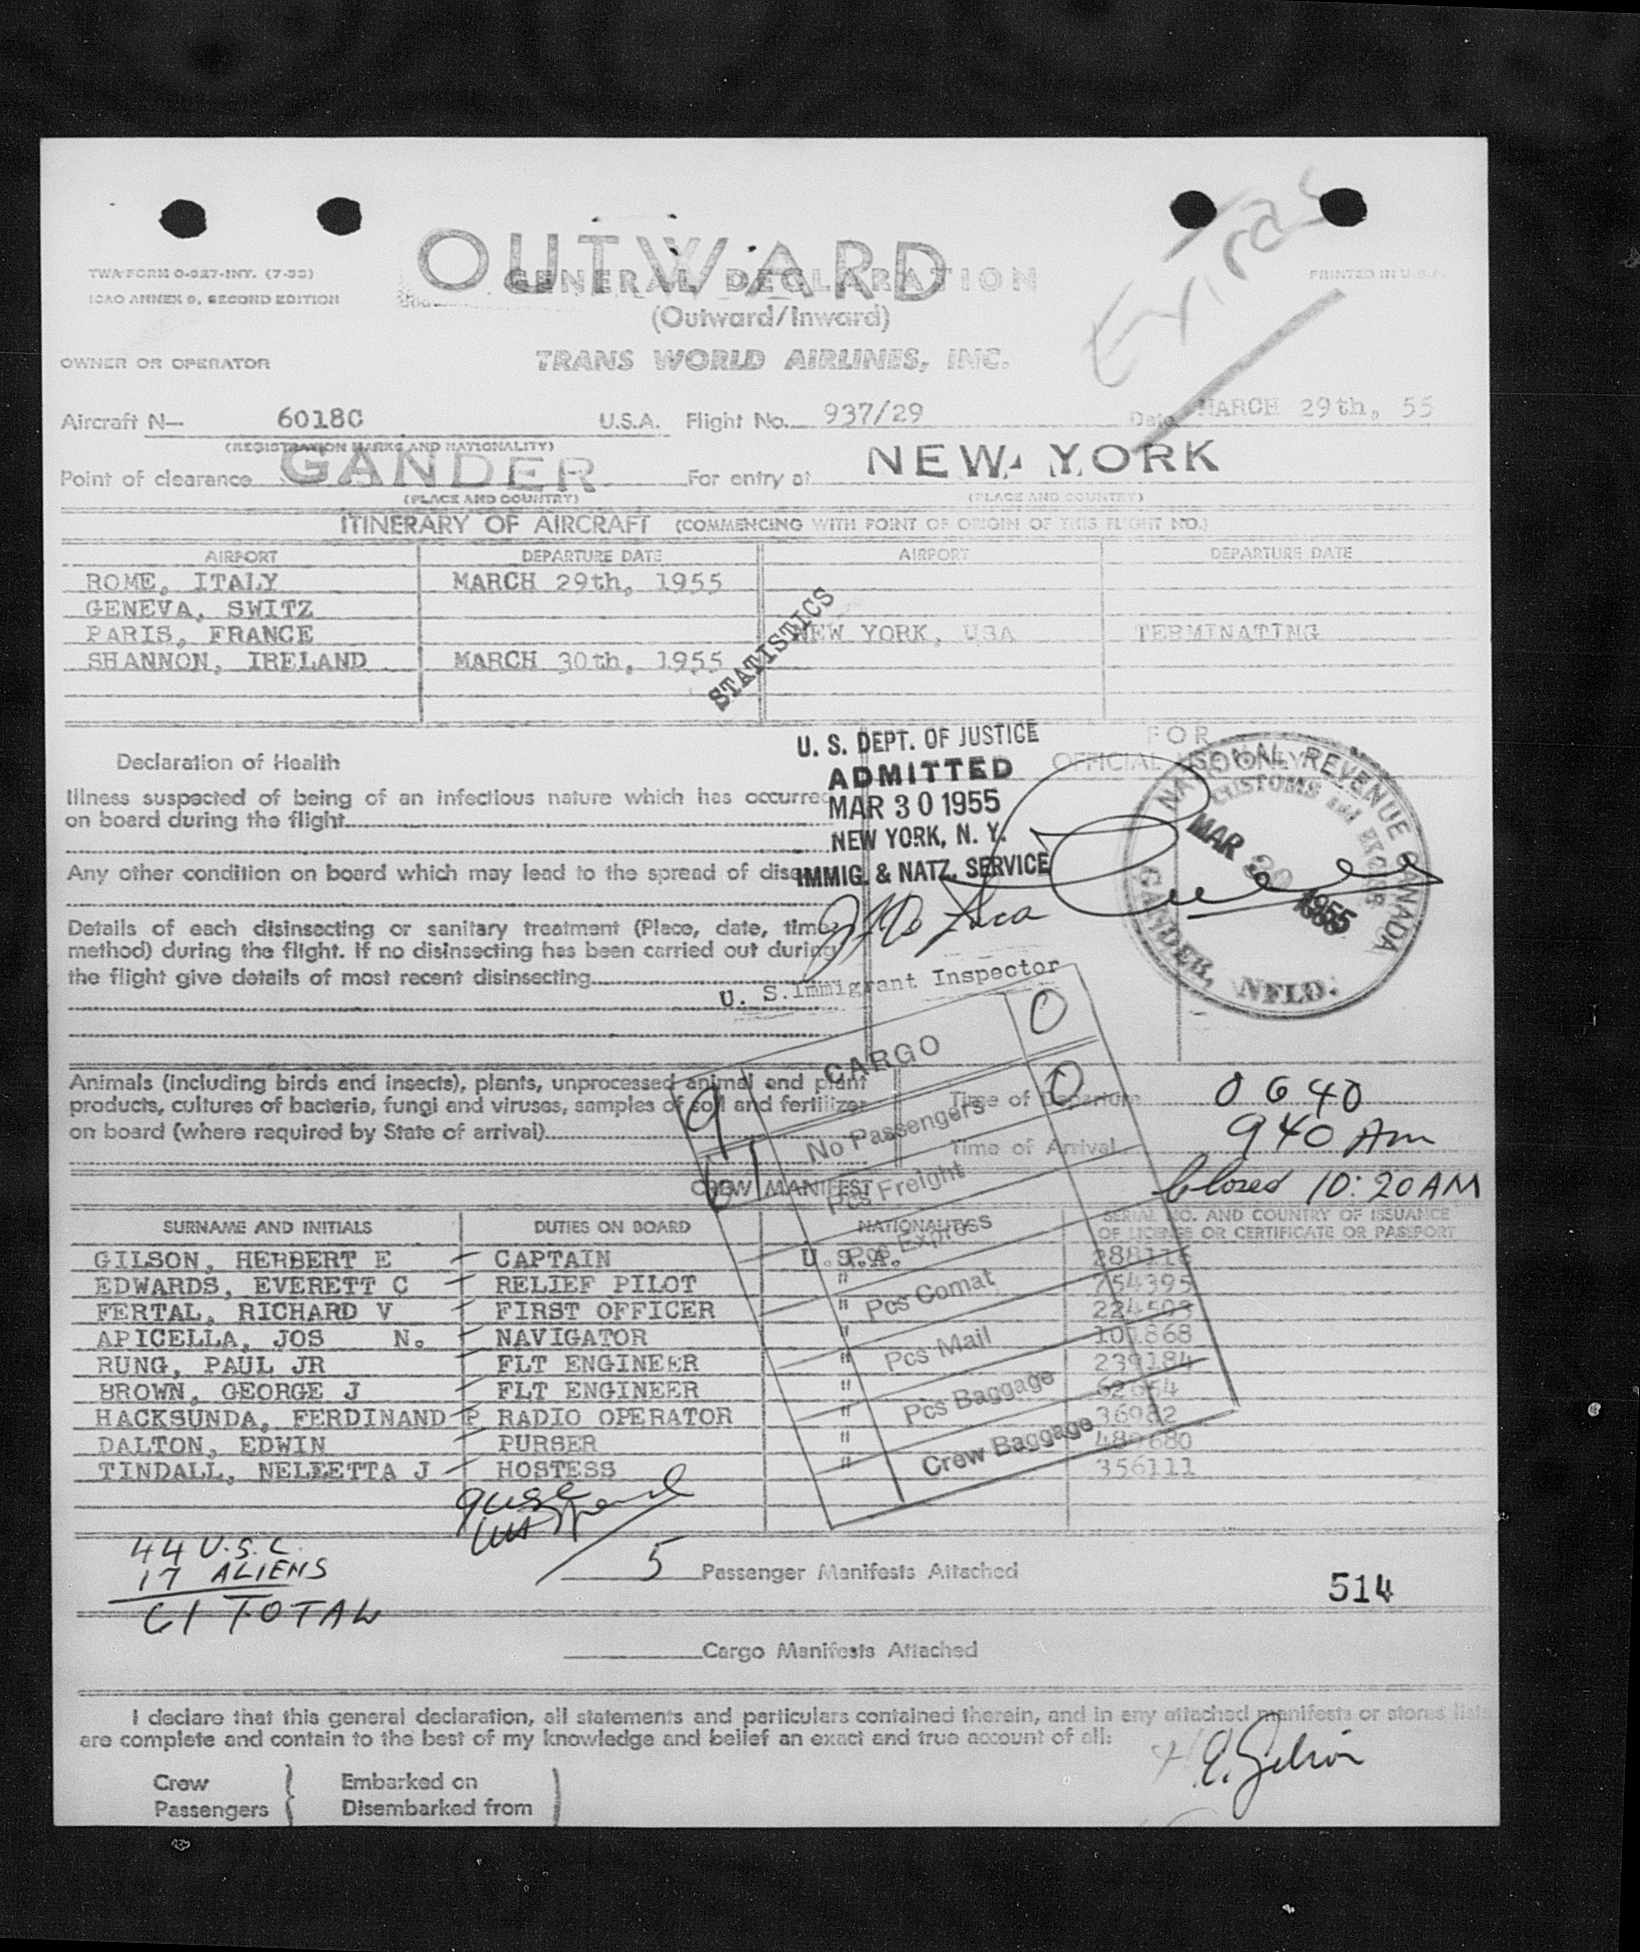 Extras
OUTWARD
TWA FORM O-027-INT. (7-53)
GENERAL DECLARATION
PRINTED IN U.S.A.
ICAO ANNEX 9, SECOND EDITION
(Outward/Inward)
OWNER OR OPERATOR TRANS WORLD AIRLINES, INC.
Aircraft N— 6018C U.S.A. Flight No. 937/29 Date MARCH 29th, 55
(REGISTRATION MARKS AND NATIONALITY)
Point of clearance GANDER For entry at NEW YORK
(PLACE AND COUNTRY) (PLACE AND COUNTRY)
ITINERARY OF AIRCRAFT (COMMENCING WITH POINT OF ORIGIN OF THIS FLIGHT NO.)
AIRPORT DEPARTURE DATE AIRPORT DEPARTURE DATE
ROME, ITALY MARCH 29th, 1955
GENEVA, SWITZ
PARIS, FRANCE NEW YORK, USA TERMINATING
SHANNON, IRELAND MARCH 30th, 1955
STATISTICS
FOR
OFFICIAL USE ONLY
U. S. DEPT. OF JUSTICE
ADMITTED
MAR 30 1955
NEW YORK, N. Y.
IMMIG. & NATZ. SERVICE
U. S. Immigrant Inspector
NATIONAL REVENUE CANADA
CUSTOMS and EXCISE
MAR 30 1955
GANDER, NFLD.
Declaration of Health
Illness suspected of being of an infectious nature which has occurred
on board during the flight
Any other condition on board which may lead to the spread of disease
Details of each disinsecting or sanitary treatment (Place, date, time,
method) during the flight. If no disinsecting has been carried out during
the flight give details of most recent disinsecting
Animals (including birds and insects), plants, unprocessed animal and plant
products, cultures of bacteria, fungi and viruses, samples of soil and fertilizer
on board (where required by State of arrival)
Time of Departure 0640
Time of Arrival 940 Am
Closed 10:20 AM
CARGO 0
9 0
61 No Passengers
Pcs Freight
Pcs Express
Pcs Comat
Pcs Mail
Pcs Baggage
Crew Baggage
CREW MANIFEST
SURNAME AND INITIALS DUTIES ON BOARD NATIONALITY SERIAL NO. AND COUNTRY OF ISSUANCE
OF LICENSE OR CERTIFICATE OR PASSPORT
GILSON, HERBERT E CAPTAIN U.S.A. 288116
EDWARDS, EVERETT C RELIEF PILOT " 754395
FERTAL, RICHARD V FIRST OFFICER " 224503
APICELLA, JOS N. NAVIGATOR " 101868
RUNG, PAUL JR FLT ENGINEER " 239184
BROWN, GEORGE J FLT ENGINEER " 62654
HACKSUNDA, FERDINAND P RADIO OPERATOR " 36982
DALTON, EDWIN PURSER " 489680
TINDALL, NELEETTA J HOSTESS " 356111
44 U.S.C.
17 ALIENS
61 TOTAL
5 Passenger Manifests Attached
514
Cargo Manifests Attached
I declare that this general declaration, all statements and particulars contained therein, and in any attached manifests or stores lists
are complete and contain to the best of my knowledge and belief an exact and true account of all:
H.E. Gilson
Crew Embarked on
Passengers Disembarked from